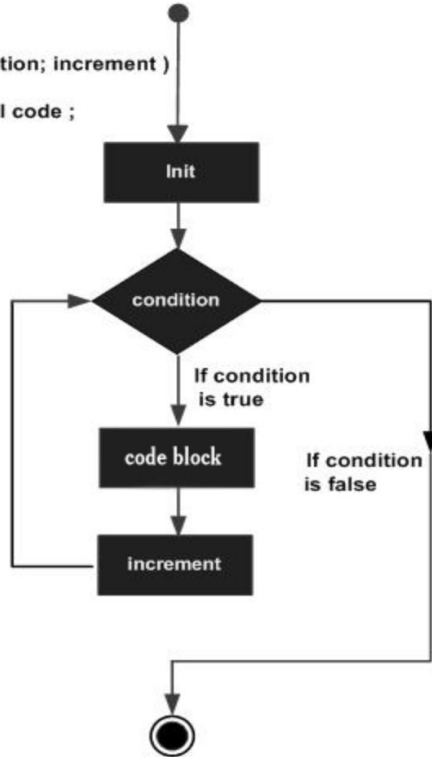 tion; increment )
l code ;
Init
condition
If condition
is true
code block
If condition
is false
increment